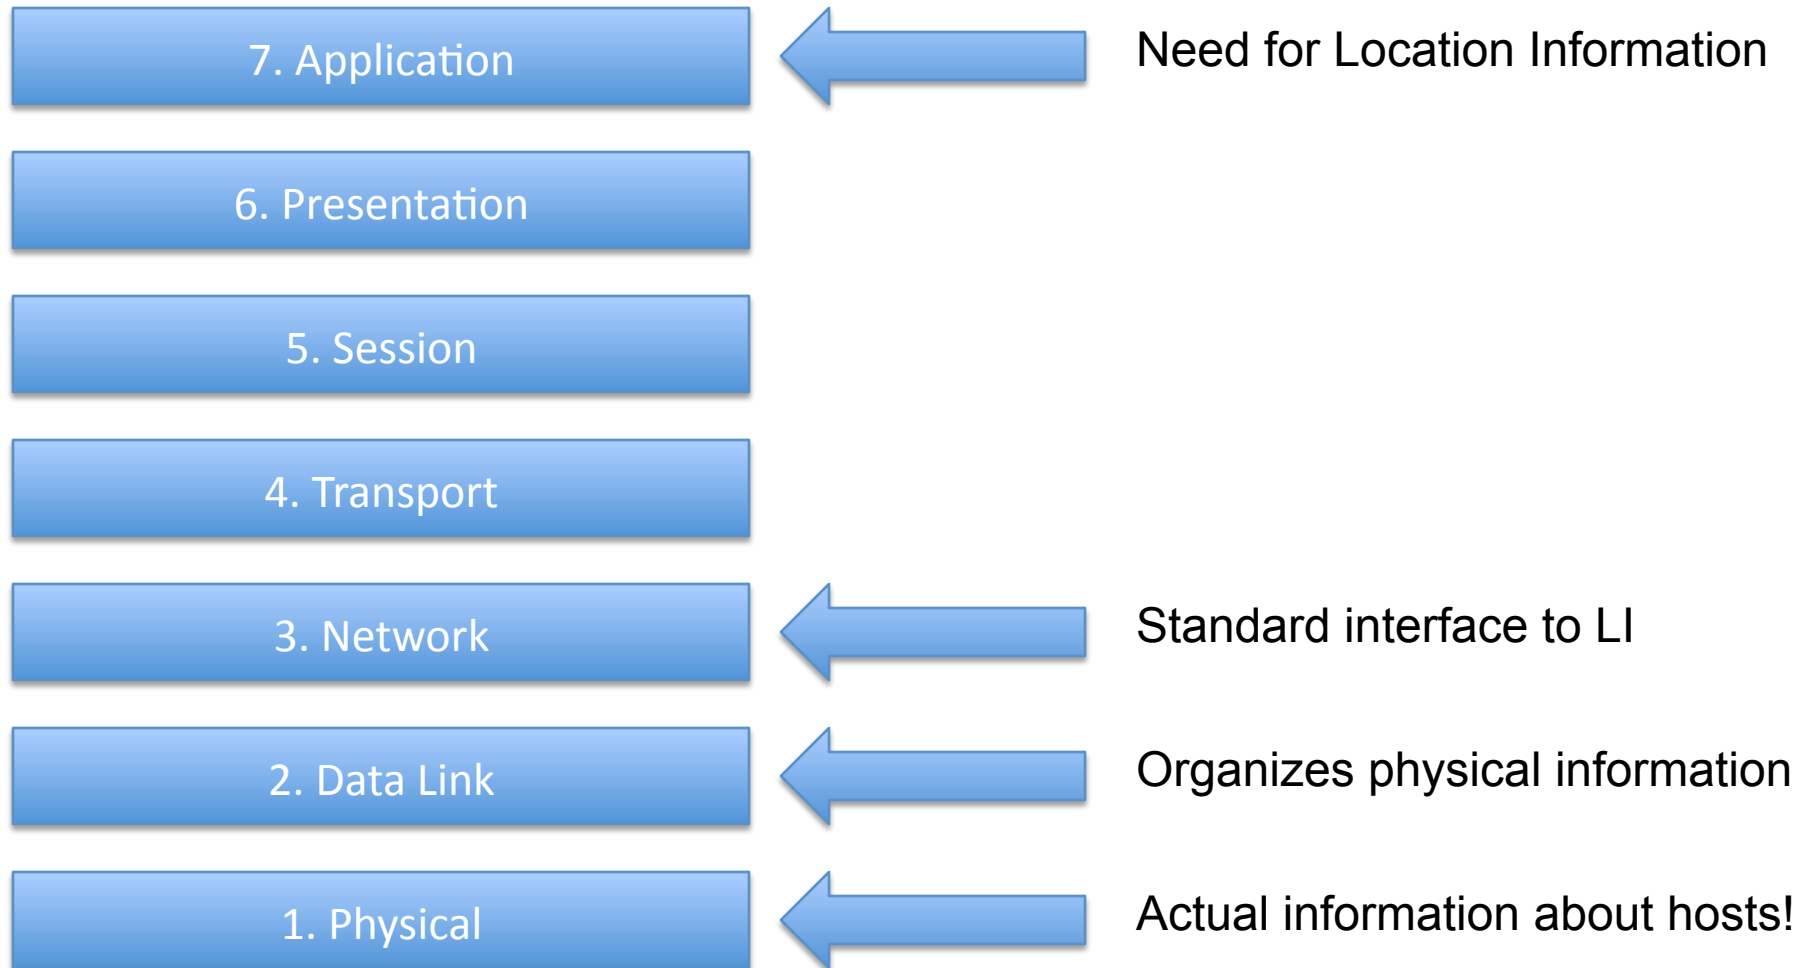 7. Application
Need for Location Information
6. Presentation
5. Session
4. Transport
3. Network
Standard interface to LI
2. Data Link
Organizes physical information
1. Physical
Actual information about hosts!